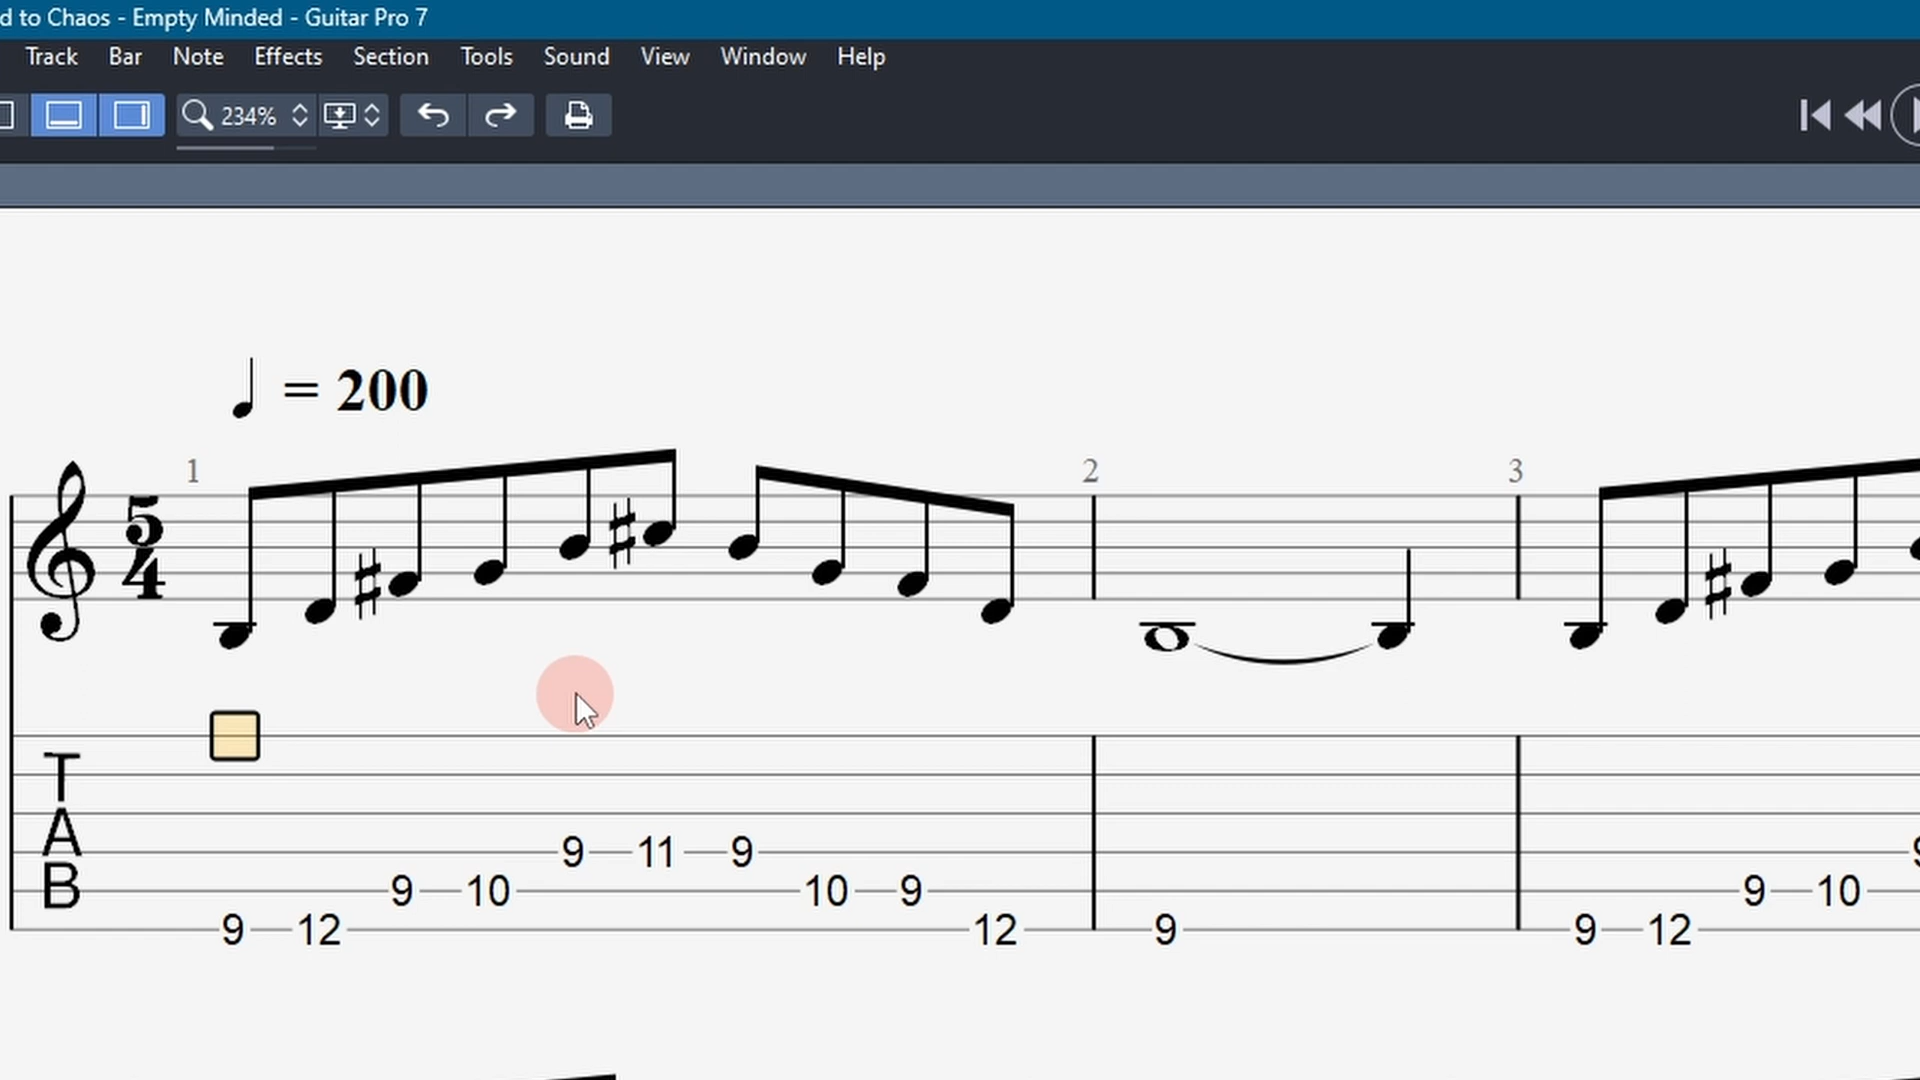 d to Chaos - Empty Minded - Guitar Pro 7
Track Bar Note Effects Section Tools Sound View Window Help
234%
= 200
1 2 3
5
4
T
A
B
9 11 9
9 10 10 9 9 10
9 12 12 9 9 12